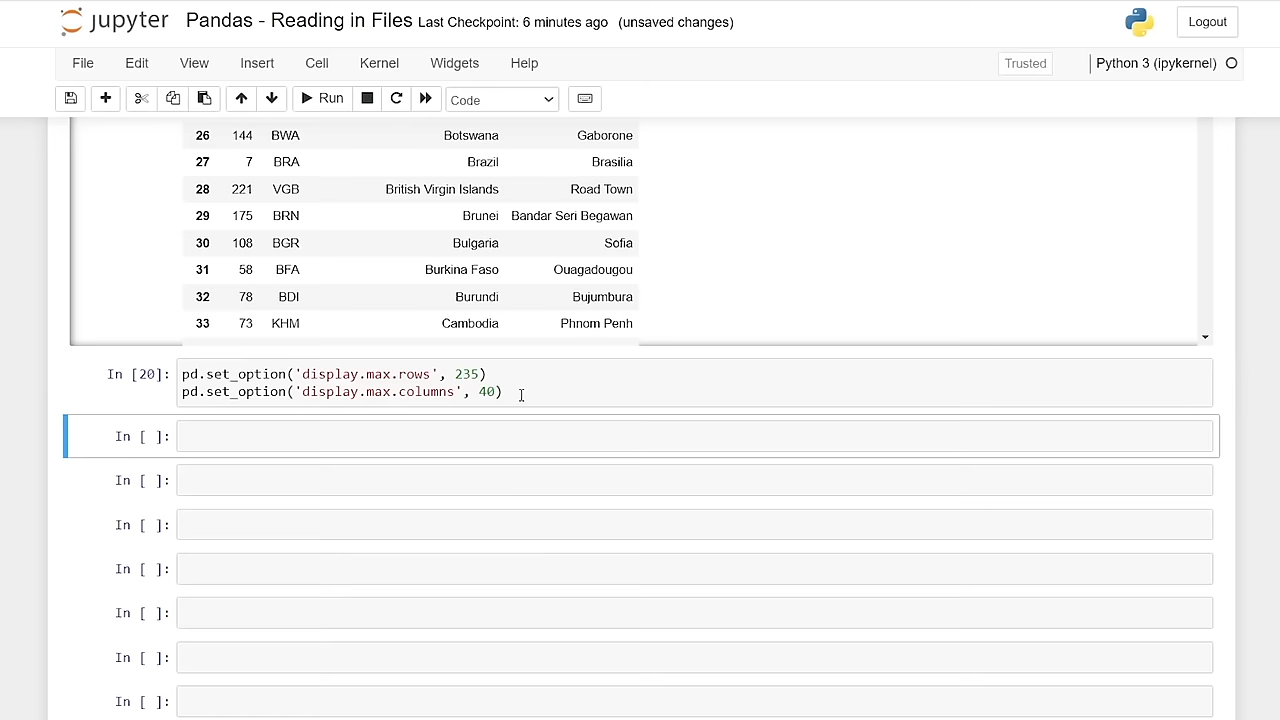 jupyter Pandas - Reading in Files Last Checkpoint: 6 minutes ago (unsaved changes) Logout
File Edit View Insert Cell Kernel Widgets Help Trusted Python 3 (ipykernel)
Run Code
26 144 BWA Botswana Gaborone
27 7 BRA Brazil Brasilia
28 221 VGB British Virgin Islands Road Town
29 175 BRN Brunei Bandar Seri Begawan
30 108 BGR Bulgaria Sofia
31 58 BFA Burkina Faso Ouagadougou
32 78 BDI Burundi Bujumbura
33 73 KHM Cambodia Phnom Penh
In [20]: pd.set_option('display.max.rows', 235)
pd.set_option('display.max.columns', 40)
In [ ]:
In [ ]:
In [ ]:
In [ ]:
In [ ]:
In [ ]:
In [ ]: